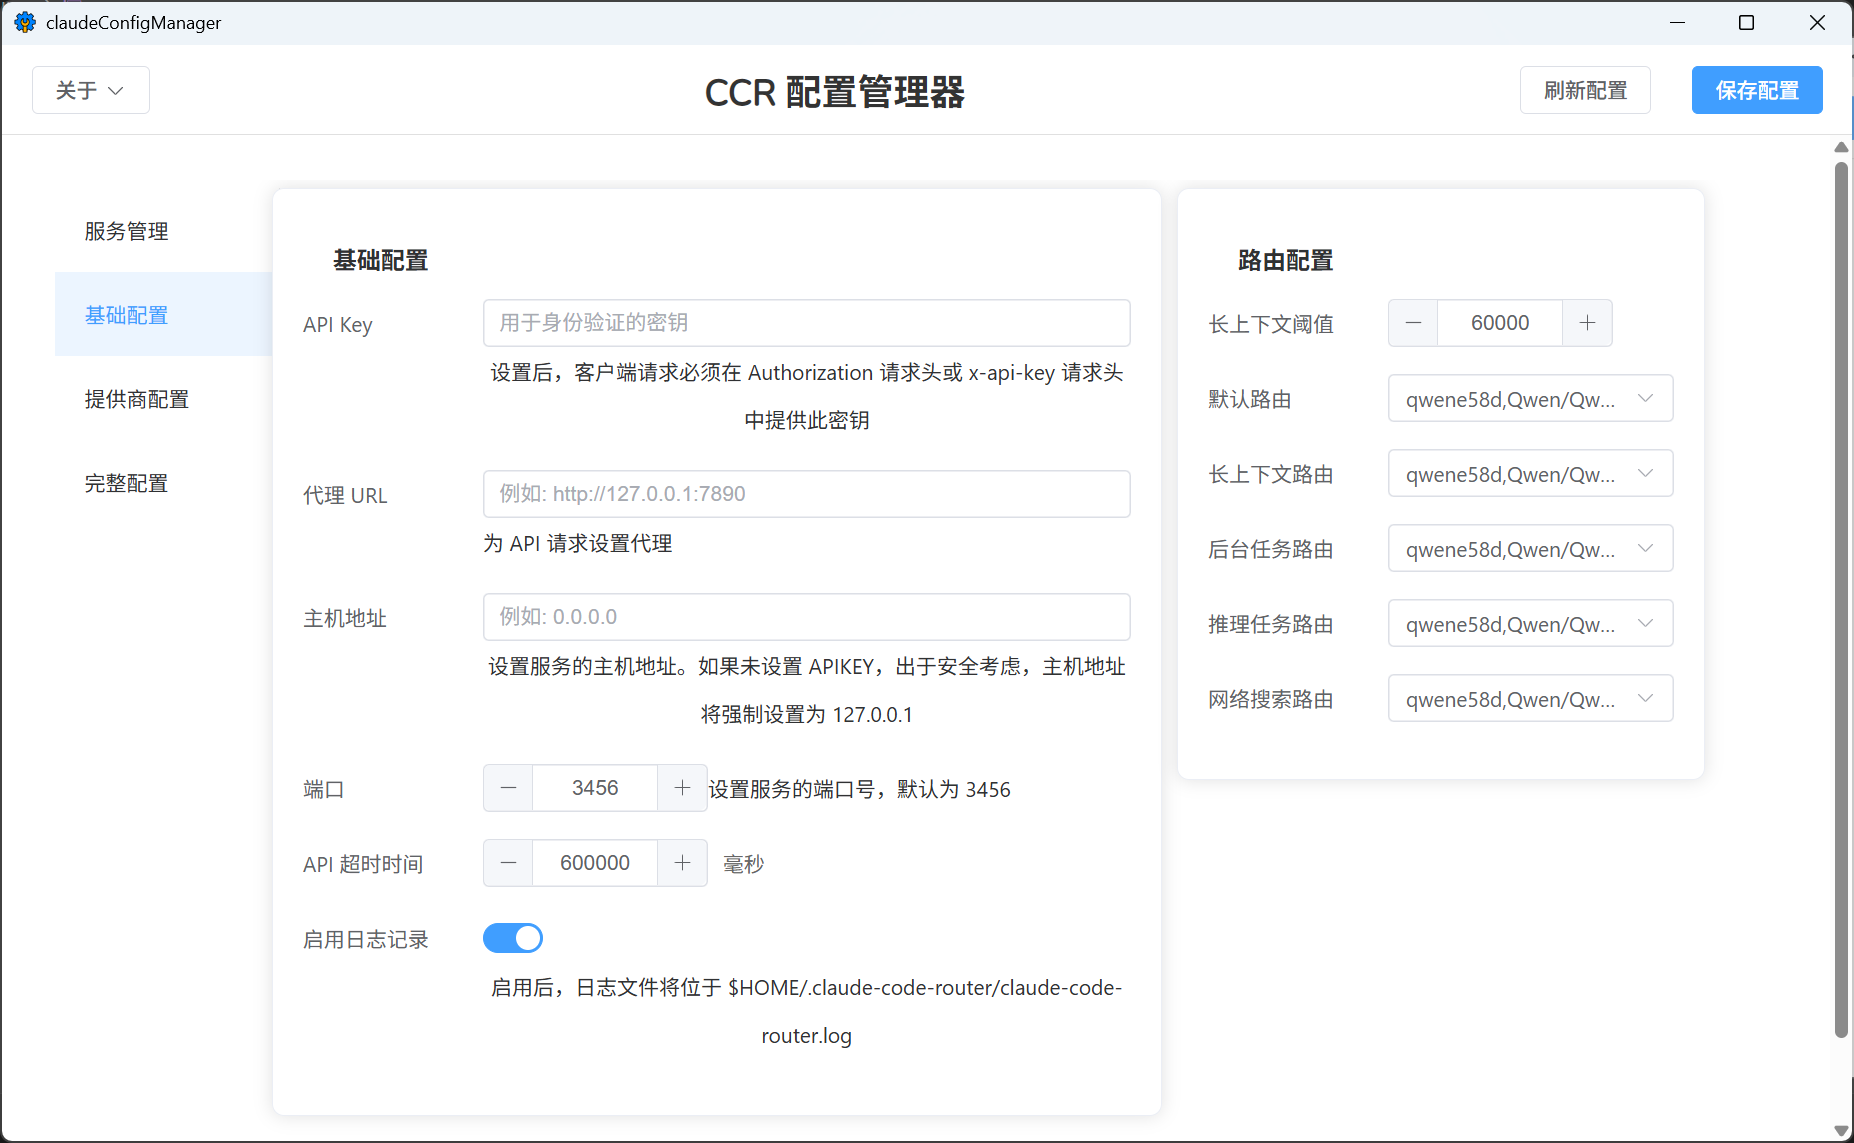 claudeConfigManager
关于
CCR 配置管理器
刷新配置
保存配置
服务管理
基础配置
提供商配置
完整配置
基础配置
API Key
用于身份验证的密钥
设置后，客户端请求必须在 Authorization 请求头或 x-api-key 请求头
中提供此密钥
代理 URL
例如: http://127.0.0.1:7890
为 API 请求设置代理
主机地址
例如: 0.0.0.0
设置服务的主机地址。如果未设置 APIKEY，出于安全考虑，主机地址
将强制设置为 127.0.0.1
端口
3456
设置服务的端口号，默认为 3456
API 超时时间
600000
毫秒
启用日志记录
启用后，日志文件将位于 $HOME/.claude-code-router/claude-code-
router.log
路由配置
长上下文阈值
60000
默认路由
qwene58d,Qwen/Qw...
长上下文路由
qwene58d,Qwen/Qw...
后台任务路由
qwene58d,Qwen/Qw...
推理任务路由
qwene58d,Qwen/Qw...
网络搜索路由
qwene58d,Qwen/Qw...